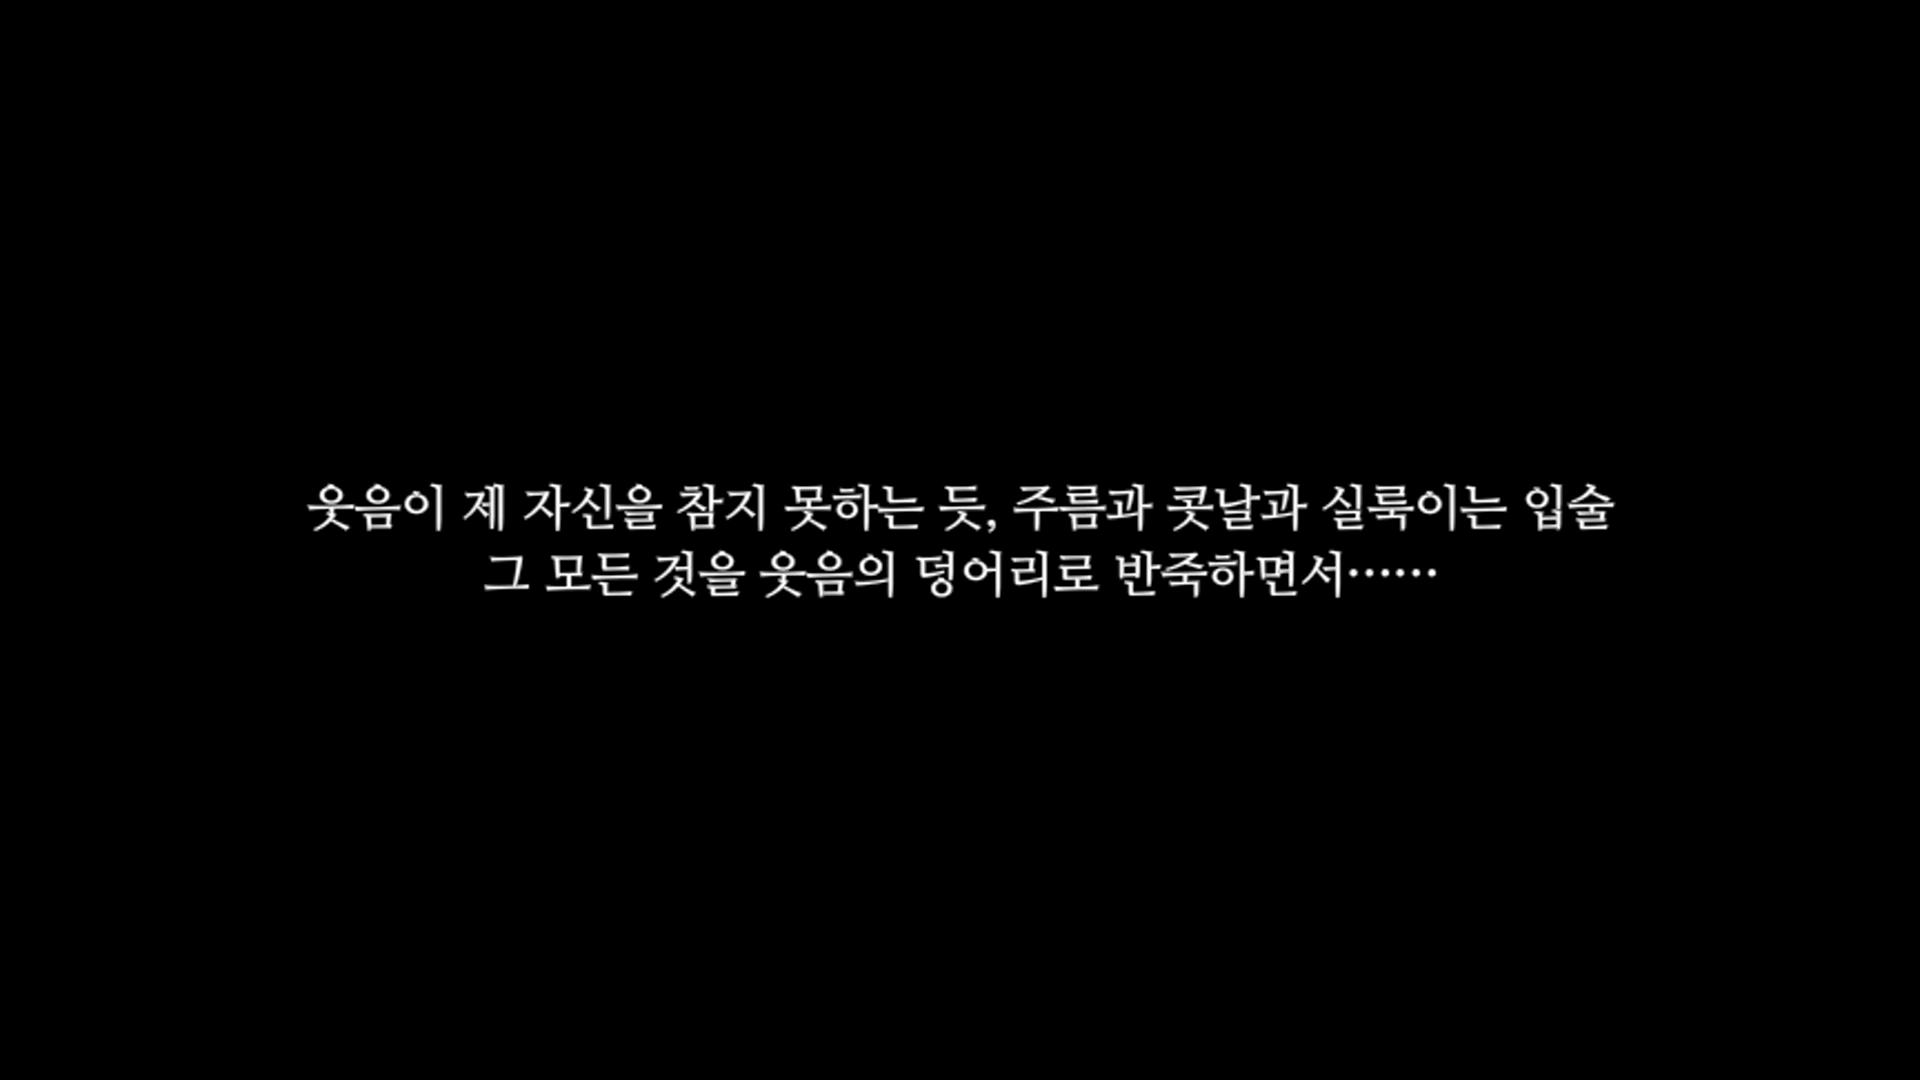 웃음이 제 자신을 참지 못하는 듯, 주름과 콧날과 실룩이는 입술
그 모든 것을 웃음의 덩어리로 반죽하면서……